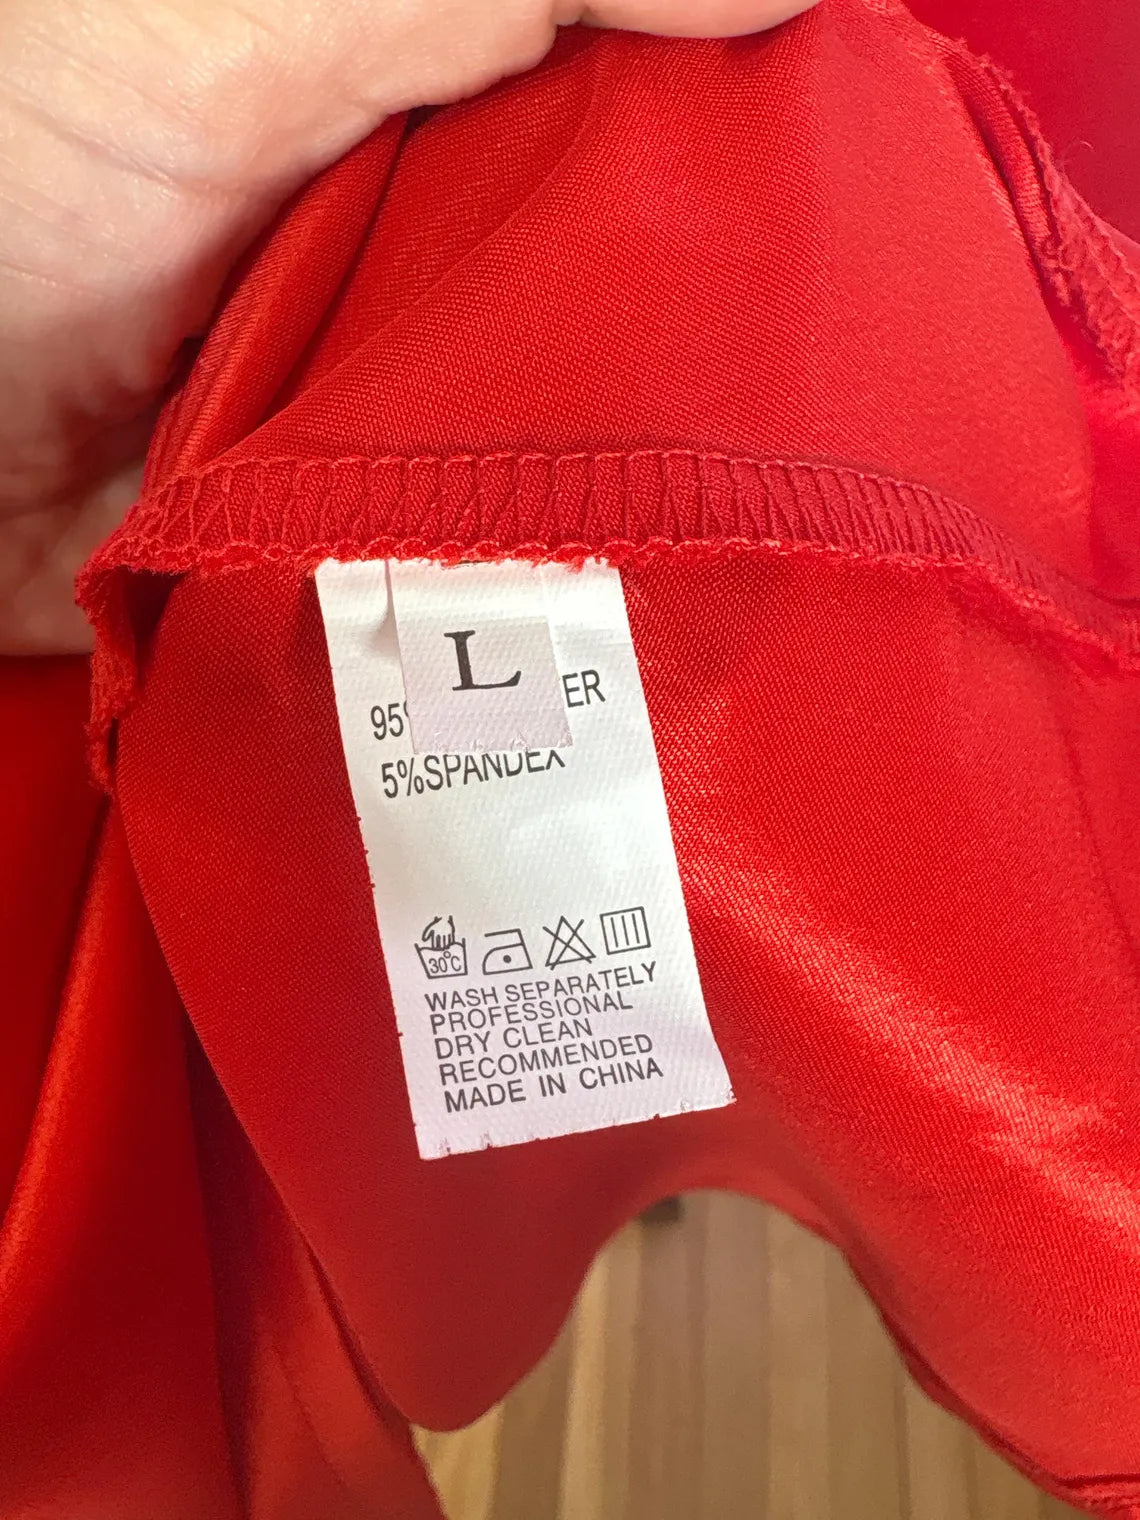 L
95% ER
5%SPANDEX
30°C
WASH SEPARATELY
PROFESSIONAL
DRY CLEAN
RECOMMENDED
MADE IN CHINA